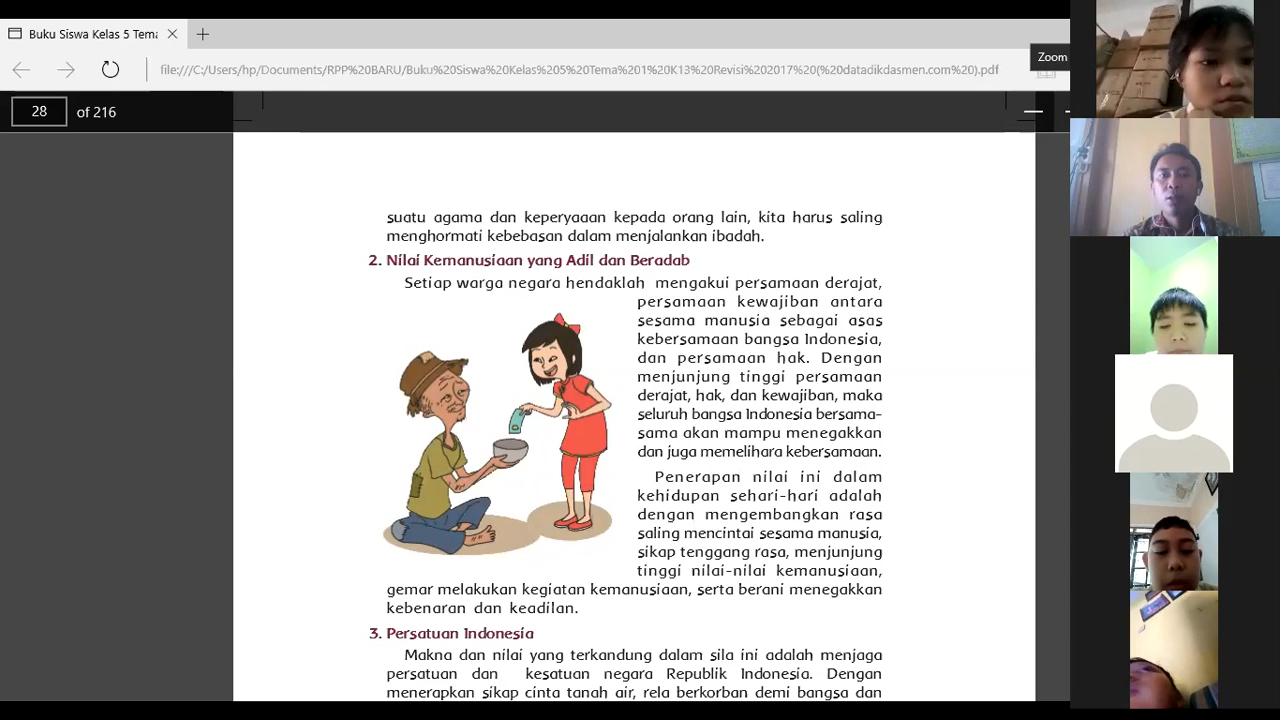 Buku Siswa Kelas 5 Tema
file:///C:/Users/hp/Documents/RPP%20BARU/Buku%20Siswa%20Kelas%205%20Tema%201%20K13%20Revisi%202017%20(%20datadikdasmen.com%20).pdf
Zoom
28 of 216
suatu agama dan keperyaaan kepada orang lain, kita harus saling
menghormati kebebasan dalam menjalankan ibadah.
2. Nilai Kemanusiaan yang Adil dan Beradab
Setiap warga negara hendaklah mengakui persamaan derajat,
persamaan kewajiban antara
sesama manusia sebagai asas
kebersamaan bangsa Indonesia,
dan persamaan hak. Dengan
menjunjung tinggi persamaan
derajat, hak, dan kewajiban, maka
seluruh bangsa Indonesia bersama-
sama akan mampu menegakkan
dan juga memelihara kebersamaan.
Penerapan nilai ini dalam
kehidupan sehari-hari adalah
dengan mengembangkan rasa
saling mencintai sesama manusia,
sikap tenggang rasa, menjunjung
tinggi nilai-nilai kemanusiaan,
gemar melakukan kegiatan kemanusiaan, serta berani menegakkan
kebenaran dan keadilan.
3. Persatuan Indonesia
Makna dan nilai yang terkandung dalam sila ini adalah menjaga
persatuan dan kesatuan negara Republik Indonesia. Dengan
menerapkan sikap cinta tanah air, rela berkorban demi bangsa dan